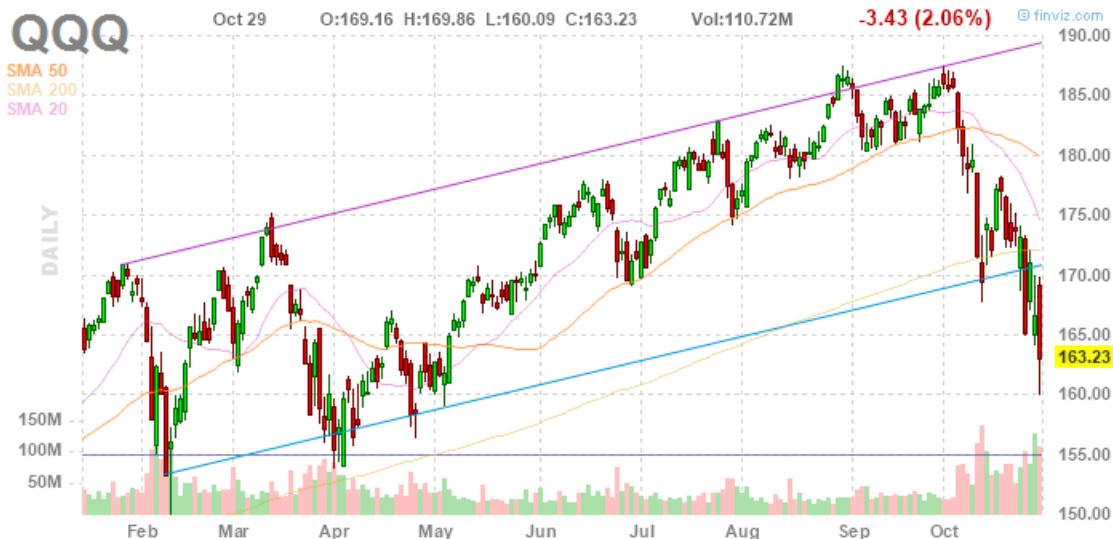 QQQ
Oct 29 O:169.16 H:169.86 L:160.09 C:163.23 Vol:110.72M -3.43 (2.06%) © finviz.com
SMA 50
SMA 200
SMA 20
DAILY
190.00
185.00
180.00
175.00
170.00
165.00
163.23
160.00
155.00
150.00
150M
100M
50M
Feb Mar Apr May Jun Jul Aug Sep Oct